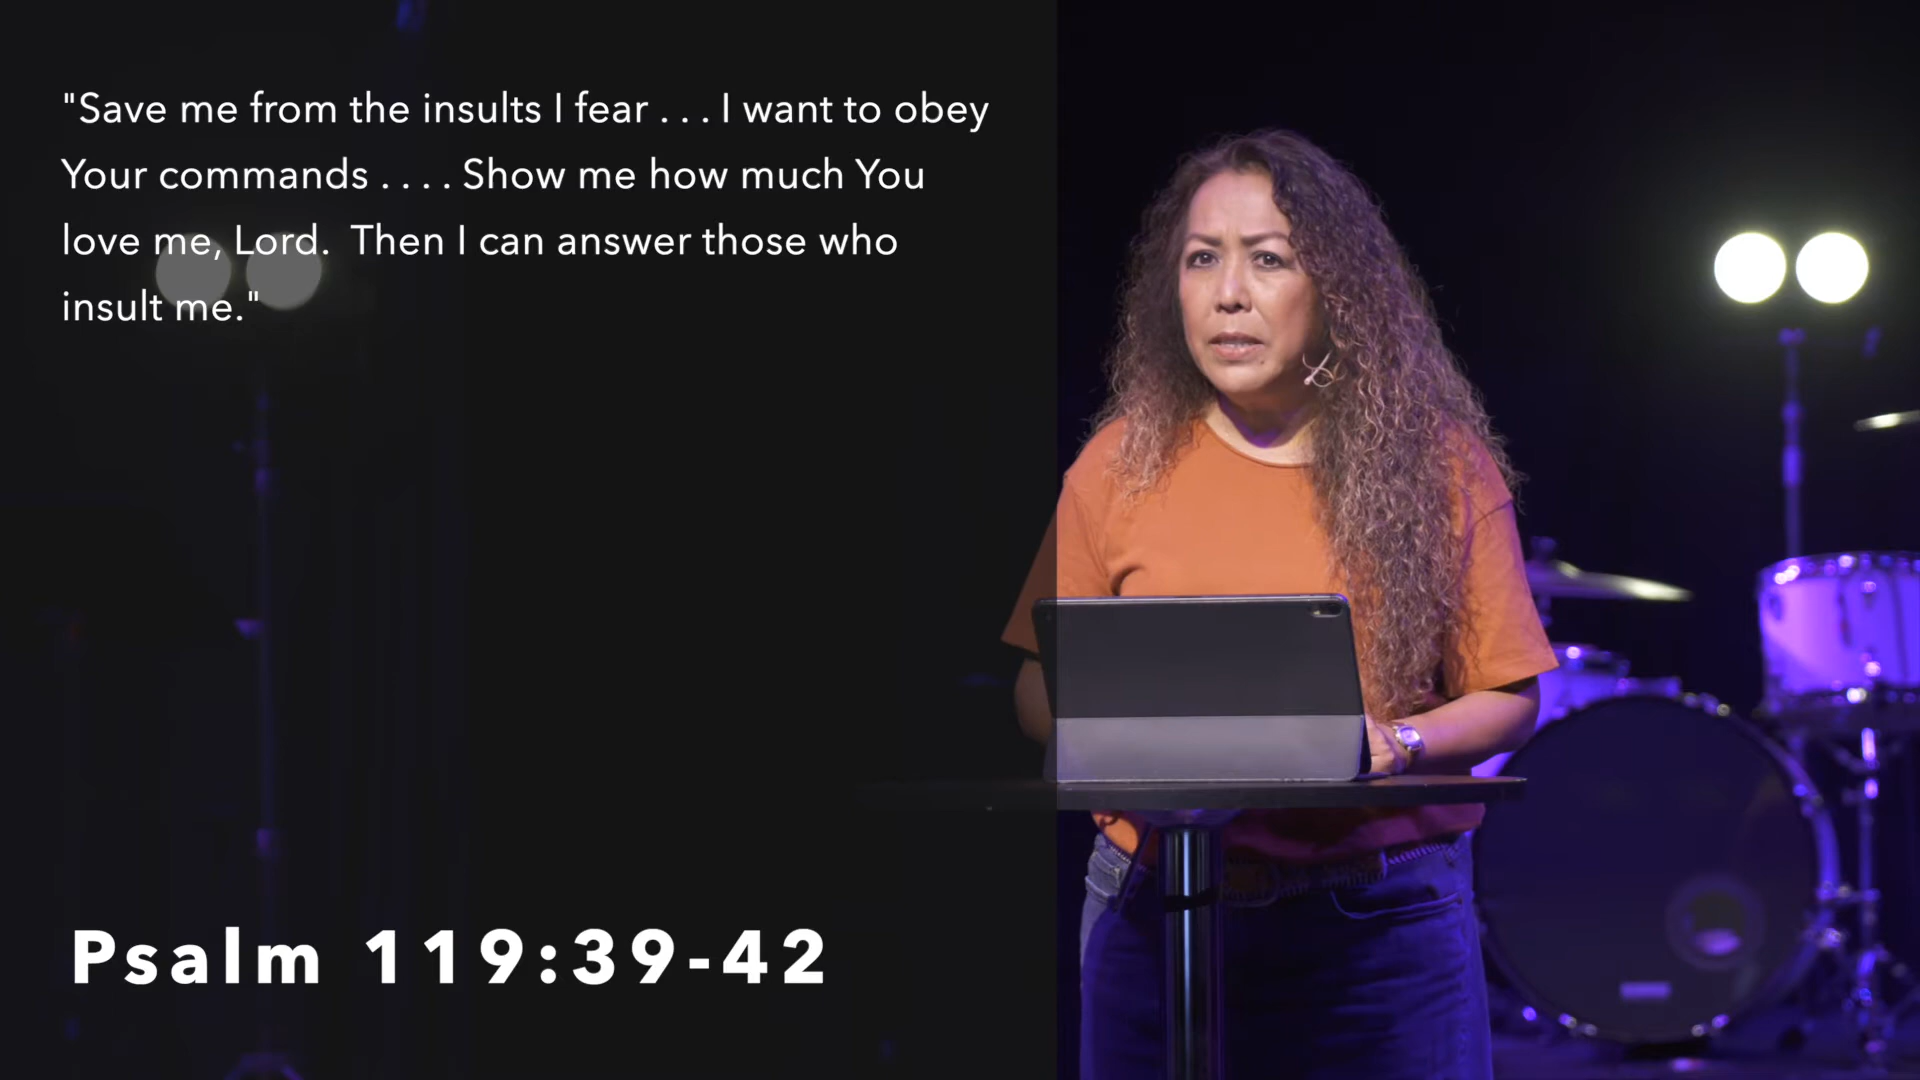 "Save me from the insults I fear . . . I want to obey
Your commands . . . . Show me how much You
love me, Lord.  Then I can answer those who
insult me."
Psalm 119:39-42